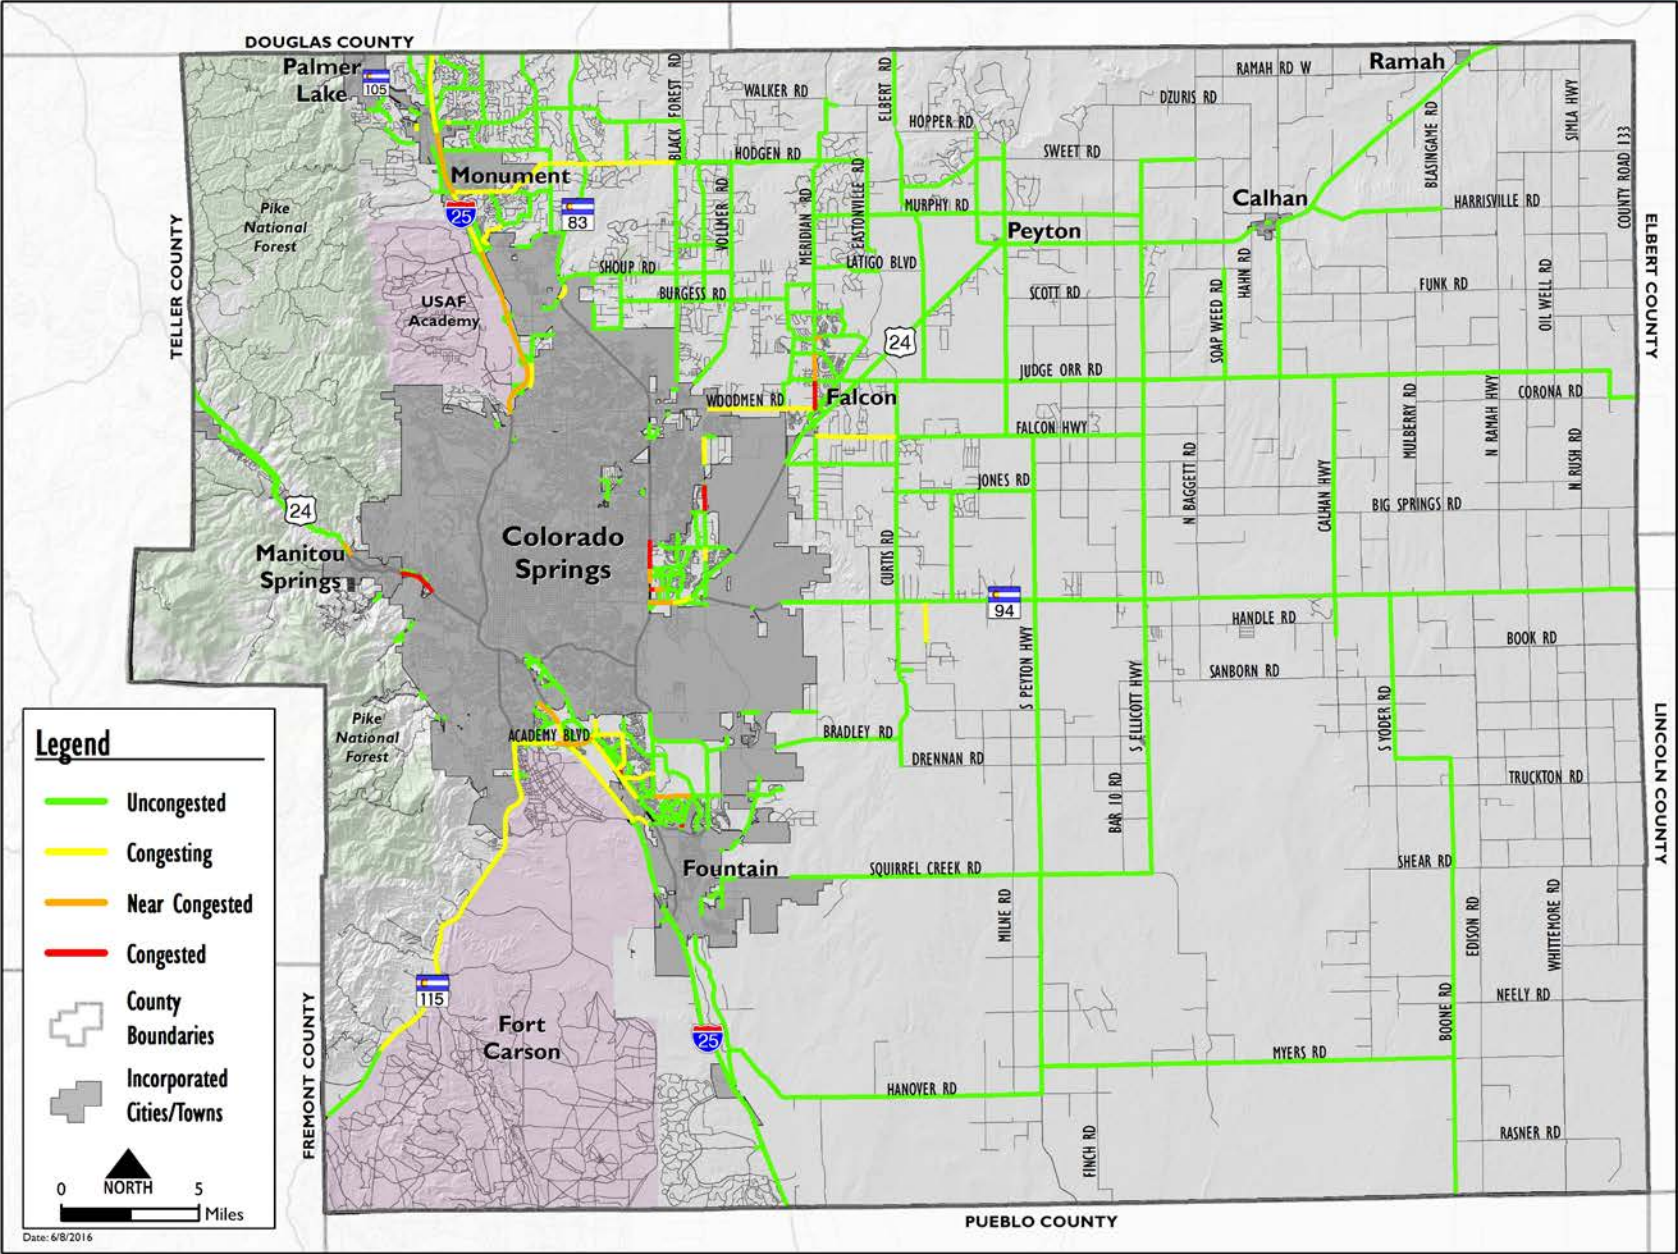 DOUGLAS COUNTY
Palmer
Lake
105
BLACK FOREST RD
WALKER RD
ELBERT RD
HOPPER RD
RAMAH RD W
Ramah
DZURIS RD
BLASINGAME RD
SIMLA HWY
COUNTY ROAD 133
HODGEN RD
SWEET RD
Monument
25
83
VOLLMER RD
MERIDIAN RD
EASTONVILLE RD
MURPHY RD
Calhan
HARRISVILLE RD
Pike
National
Forest
Peyton
TELLER COUNTY
ELBERT COUNTY
SHOUP RD
LATIGO BLVD
BURGESS RD
SCOTT RD
SOAP WEED RD
HAHN RD
FUNK RD
OIL WELL RD
USAF
Academy
24
JUDGE ORR RD
WOODMEN RD
Falcon
MULBERRY RD
N RAMAH HWY
CORONA RD
FALCON HWY
N BAGGETT RD
CALHAN HWY
N RUSH RD
JONES RD
BIG SPRINGS RD
24
Manitou
Springs
Colorado
Springs
CURTIS RD
94
HANDLE RD
BOOK RD
S PEYTON HWY
SANBORN RD
S ELLICOTT HWY
S YODER RD
LINCOLN COUNTY
Pike
National
Forest
ACADEMY BLVD
BRADLEY RD
DRENNAN RD
BAR 10 RD
TRUCKTON RD
Fountain
SQUIRREL CREEK RD
SHEAR RD
MILNE RD
EDISON RD
WHITTEMORE RD
115
FREMONT COUNTY
Fort
Carson
25
BOONE RD
NEELY RD
MYERS RD
HANOVER RD
FINCH RD
RASNER RD
PUEBLO COUNTY
Legend
Uncongested
Congesting
Near Congested
Congested
County
Boundaries
Incorporated
Cities/Towns
NORTH
0 5
Miles
Date: 6/8/2016